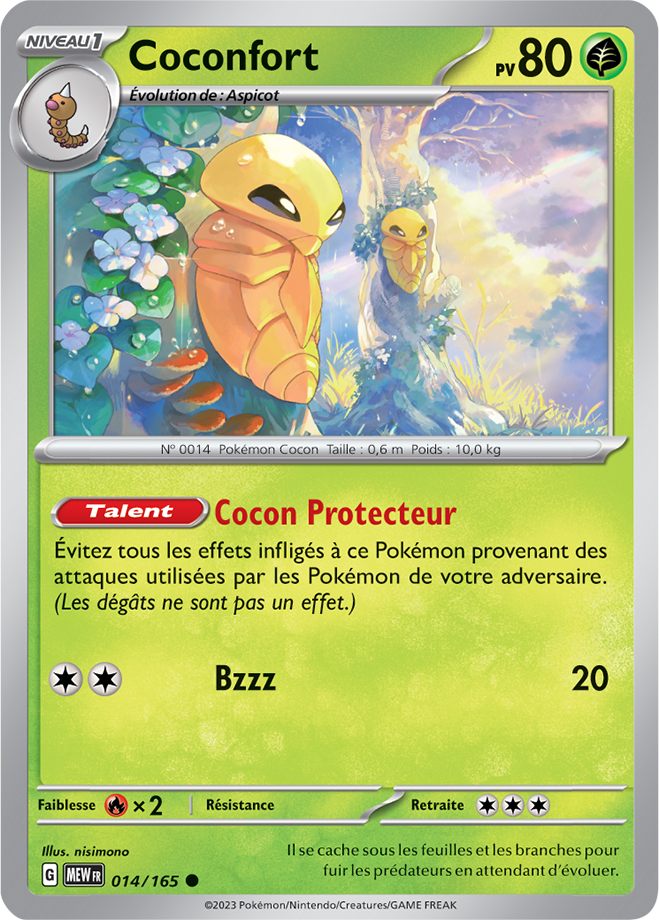 NIVEAU 1
Coconfort
PV 80
Évolution de : Aspicot
N° 0014 Pokémon Cocon Taille : 0,6 m Poids : 10,0 kg
Talent Cocon Protecteur
Évitez tous les effets infligés à ce Pokémon provenant des
attaques utilisées par les Pokémon de votre adversaire.
(Les dégâts ne sont pas un effet.)
Bzzz 20
Faiblesse ×2 Résistance Retraite
Illus. nisimono
Il se cache sous les feuilles et les branches pour
fuir les prédateurs en attendant d'évoluer.
G MEW FR 014/165
©2023 Pokémon/Nintendo/Creatures/GAME FREAK